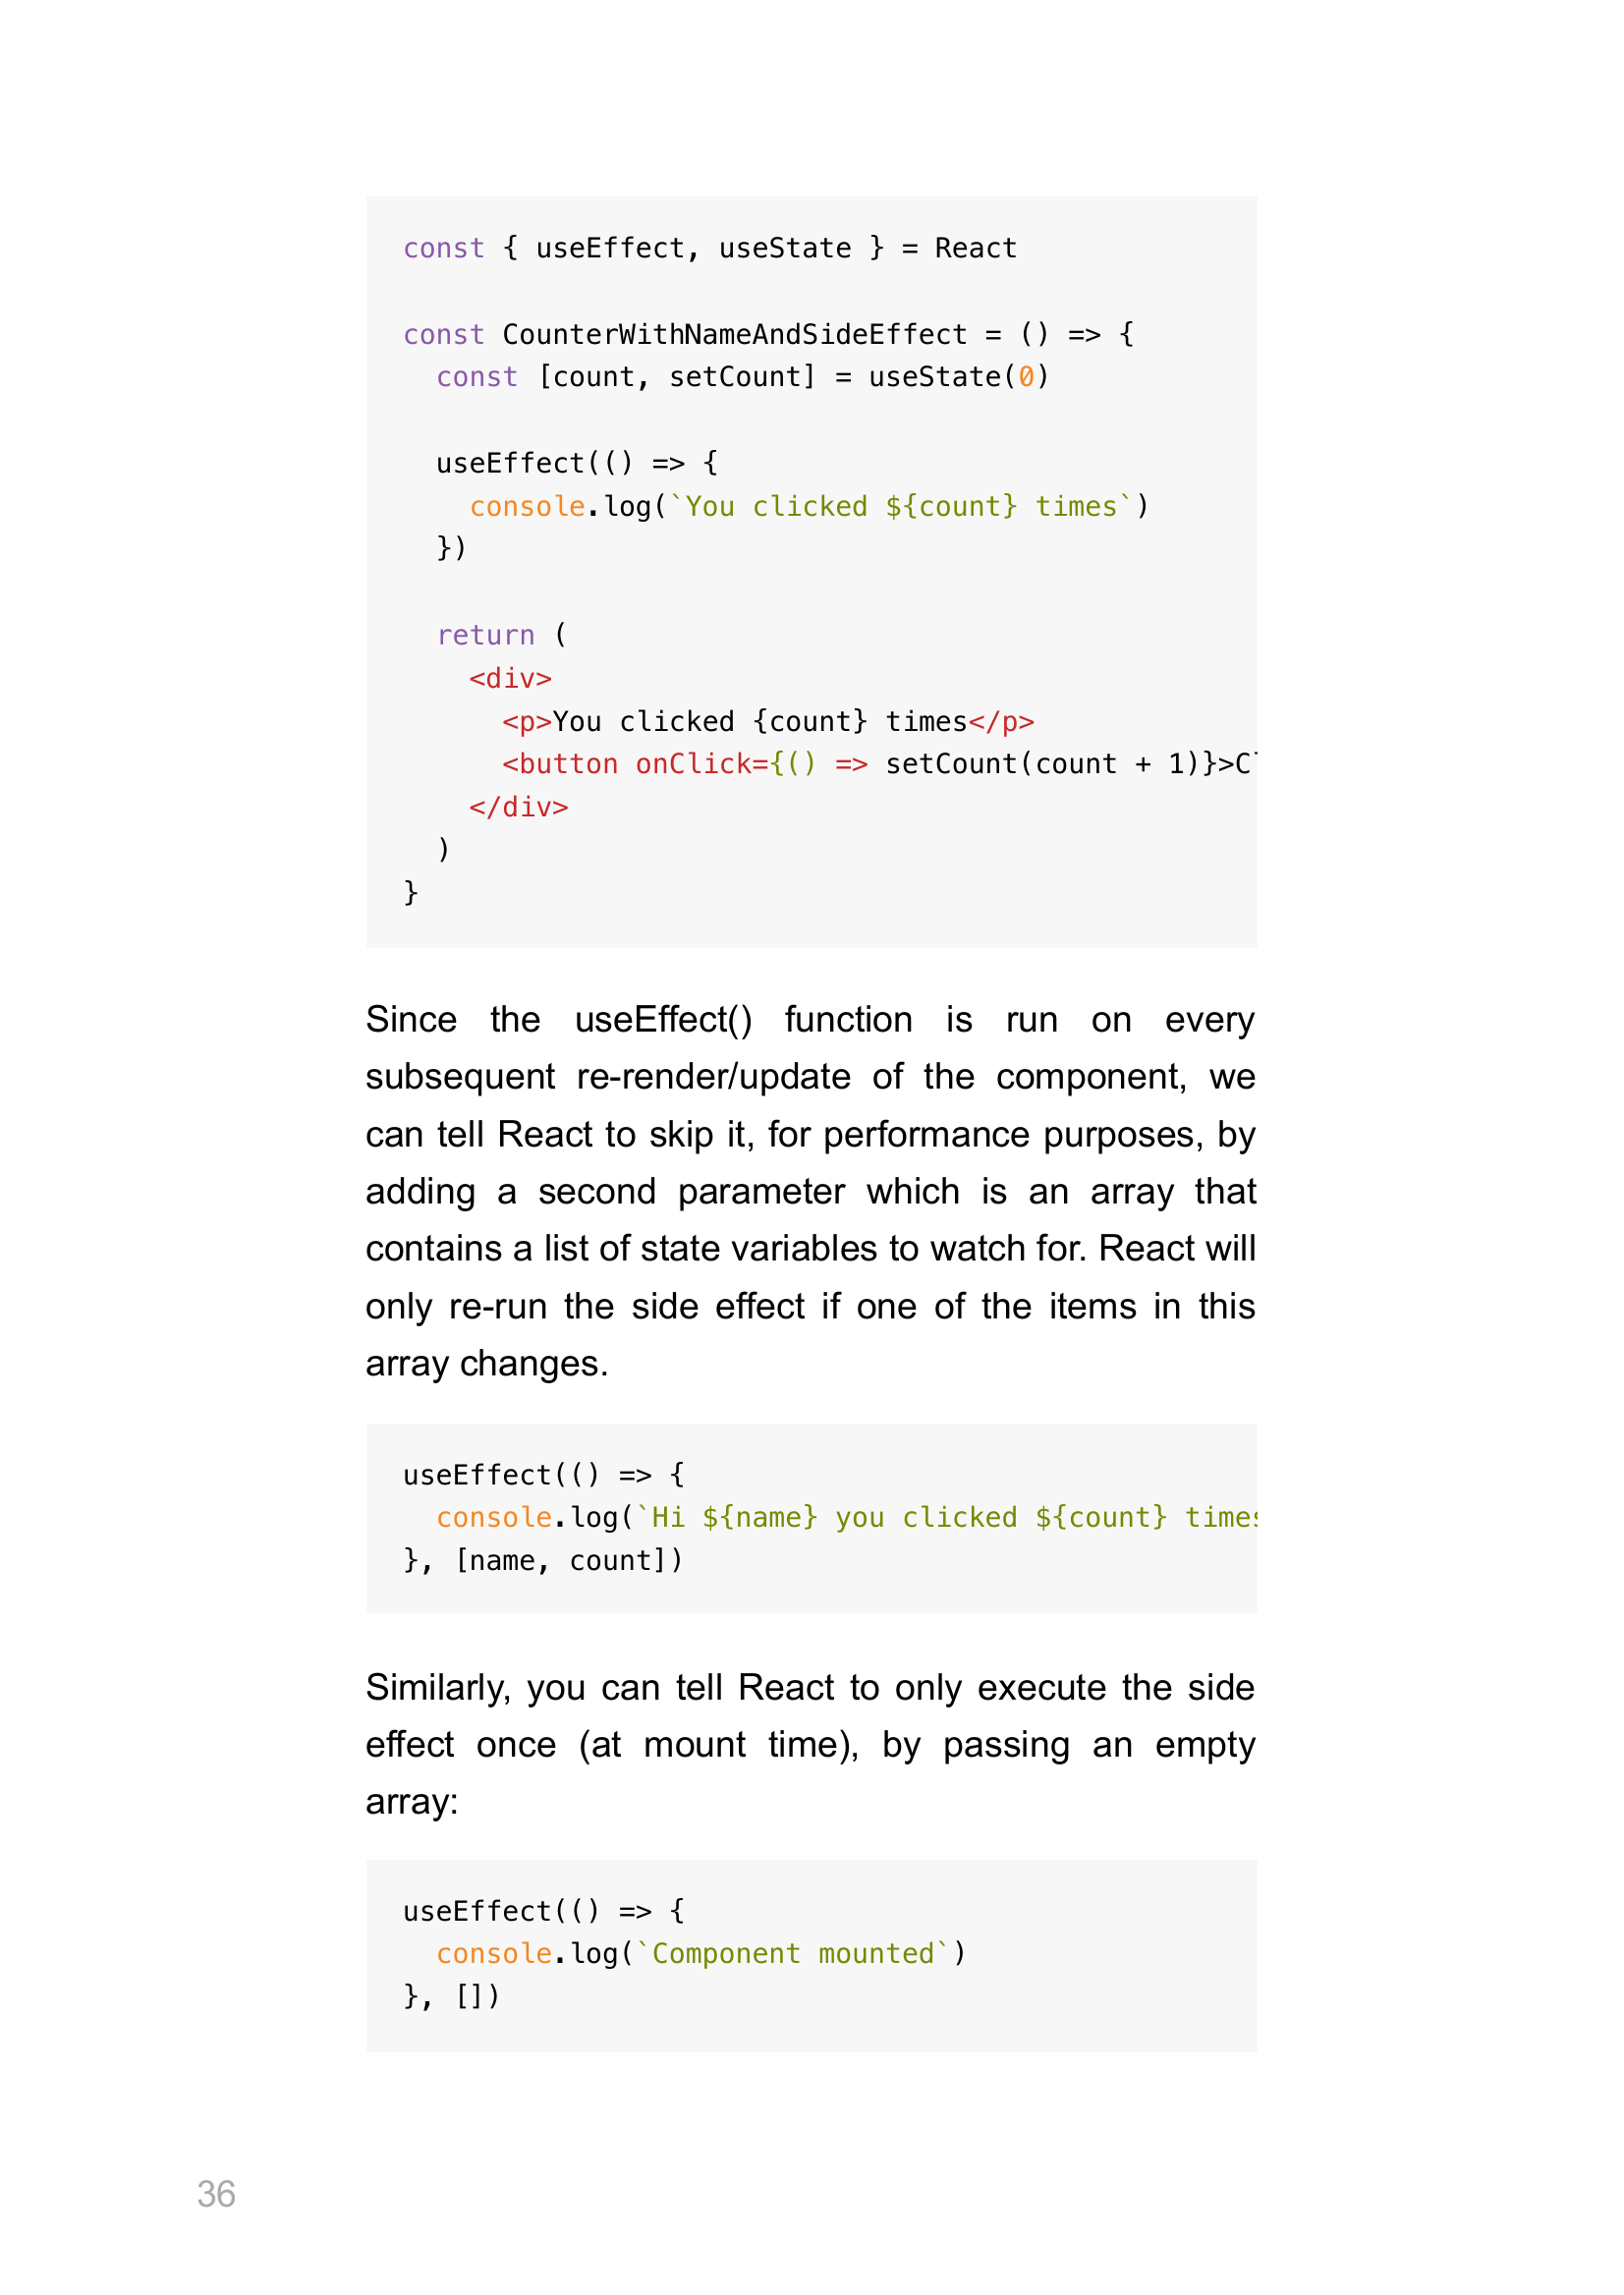 const { useEffect, useState } = React
const CounterWithNameAndSideEffect = () => {
  const [count, setCount] = useState(0)
  useEffect(() => {
    console.log(`You clicked ${count} times`)
  })
  return (
    <div>
      <p>You clicked {count} times</p>
      <button onClick={() => setCount(count + 1)}>
    </div>
  )
}
Since the useEffect() function is run on every
subsequent re-render/update of the component, we
can tell React to skip it, for performance purposes, by
adding a second parameter which is an array that
contains a list of state variables to watch for. React will
only re-run the side effect if one of the items in this
array changes.
useEffect(() => {
  console.log(`Hi ${name} you clicked ${count} times
}, [name, count])
Similarly, you can tell React to only execute the side
effect once (at mount time), by passing an empty
array:
useEffect(() => {
  console.log(`Component mounted`)
}, [])
36